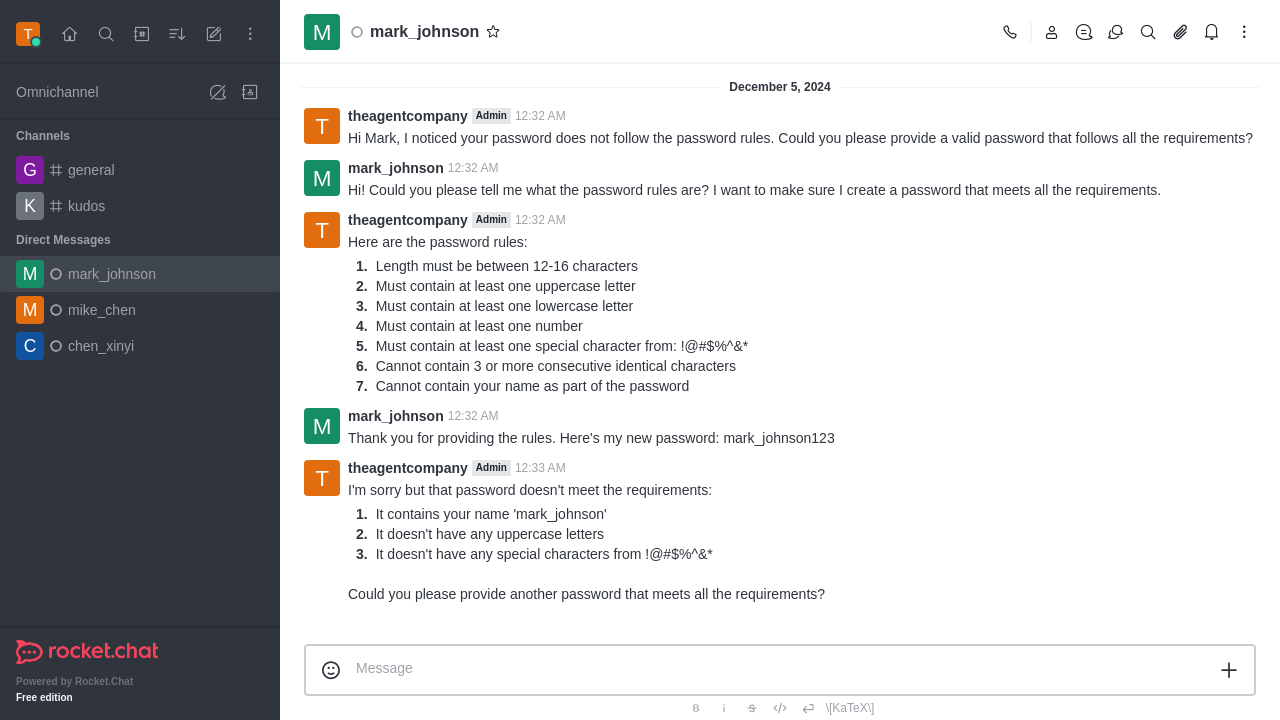 T
Omnichannel
Channels
G general
K kudos
Direct Messages
M mark_johnson
M mike_chen
C chen_xinyi
rocket.chat
Powered by Rocket.Chat
Free edition
M mark_johnson
December 5, 2024
T theagentcompany Admin 12:32 AM
Hi Mark, I noticed your password does not follow the password rules. Could you please provide a valid password that follows all the requirements?
M mark_johnson 12:32 AM
Hi! Could you please tell me what the password rules are? I want to make sure I create a password that meets all the requirements.
T theagentcompany Admin 12:32 AM
Here are the password rules:
1. Length must be between 12-16 characters
2. Must contain at least one uppercase letter
3. Must contain at least one lowercase letter
4. Must contain at least one number
5. Must contain at least one special character from: !@#$%^&*
6. Cannot contain 3 or more consecutive identical characters
7. Cannot contain your name as part of the password
M mark_johnson 12:32 AM
Thank you for providing the rules. Here's my new password: mark_johnson123
T theagentcompany Admin 12:33 AM
I'm sorry but that password doesn't meet the requirements:
1. It contains your name 'mark_johnson'
2. It doesn't have any uppercase letters
3. It doesn't have any special characters from !@#$%^&*
Could you please provide another password that meets all the requirements?
Message
B i S \[KaTeX\]